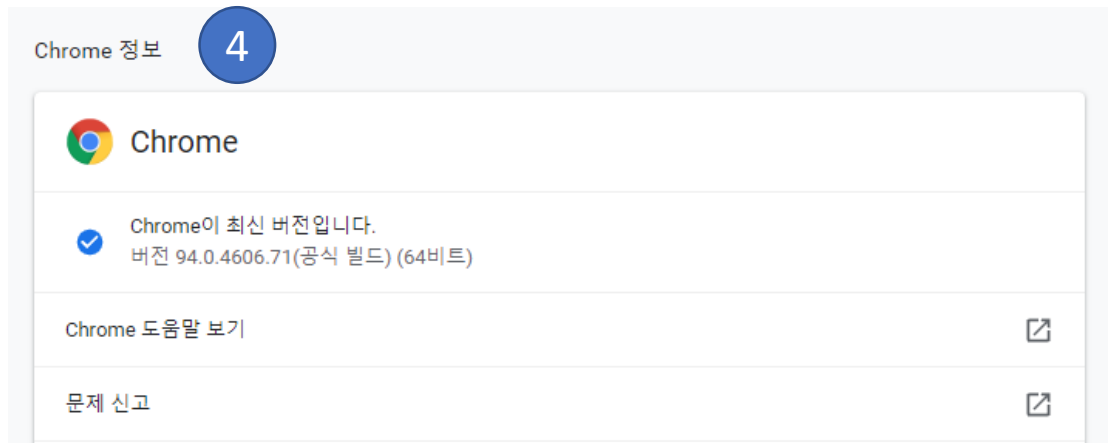 Chrome 정보
4
Chrome
Chrome이 최신 버전입니다.
버전 94.0.4606.71(공식 빌드) (64비트)
Chrome 도움말 보기
문제 신고